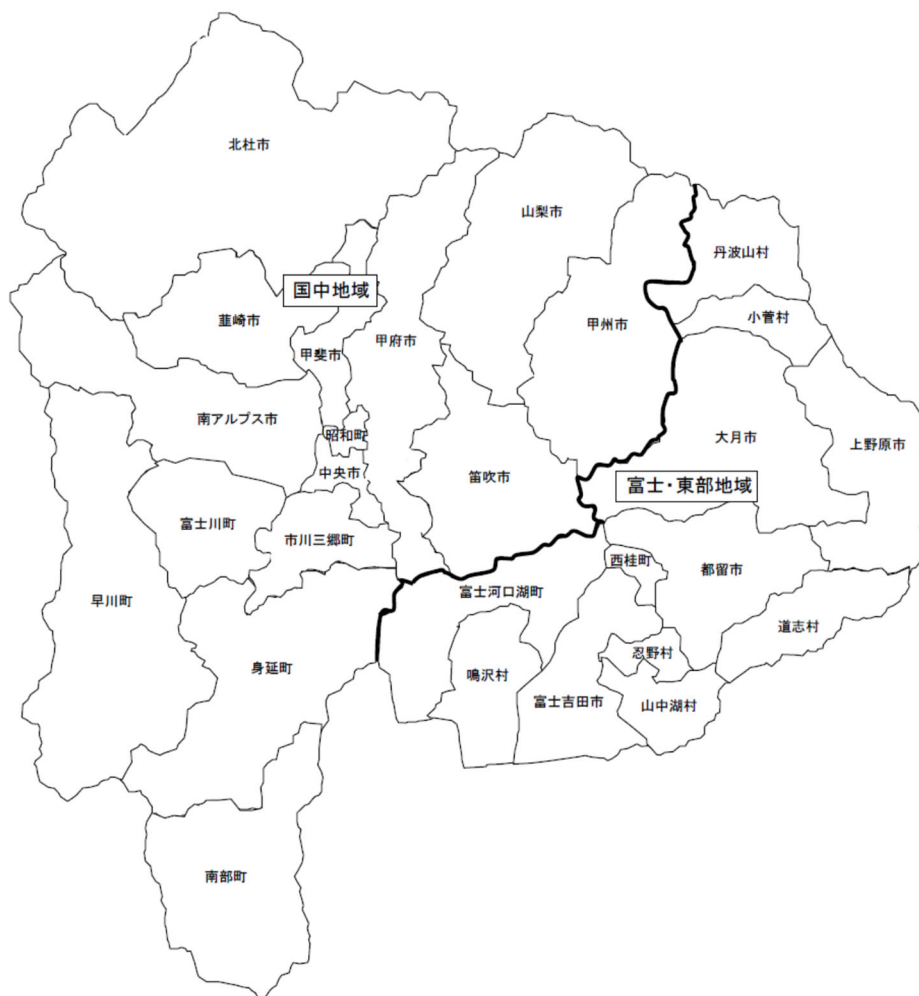 北杜市
山梨市
丹波山村
国中地域
韮崎市
小菅村
甲州市
甲府市
甲斐市
南アルプス市
昭和町
大月市
上野原市
中央市
笛吹市
富士・東部地域
富士川町
市川三郷町
西桂町
都留市
富士河口湖町
早川町
道志村
忍野村
身延町
鳴沢村
富士吉田市
山中湖村
南部町